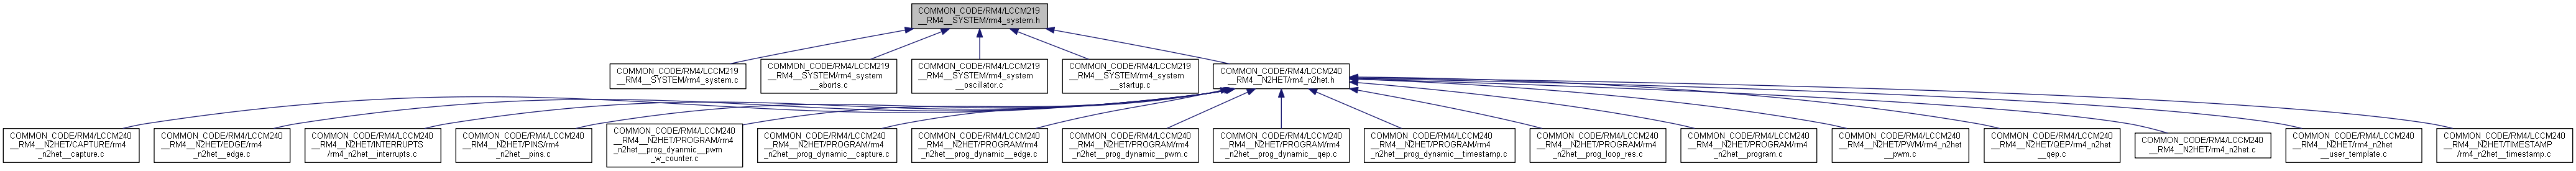 COMMON_CODE/RM4/LCCM219
__RM4__SYSTEM/rm4_system.h
COMMON_CODE/RM4/LCCM219
__RM4__SYSTEM/rm4_system.c
COMMON_CODE/RM4/LCCM219
__RM4__SYSTEM/rm4_system
__aborts.c
COMMON_CODE/RM4/LCCM219
__RM4__SYSTEM/rm4_system
__oscillator.c
COMMON_CODE/RM4/LCCM219
__RM4__SYSTEM/rm4_system
__startup.c
COMMON_CODE/RM4/LCCM240
__RM4__N2HET/rm4_n2het.h
COMMON_CODE/RM4/LCCM240
__RM4__N2HET/CAPTURE/rm4
_n2het__capture.c
COMMON_CODE/RM4/LCCM240
__RM4__N2HET/EDGE/rm4
_n2het__edge.c
COMMON_CODE/RM4/LCCM240
__RM4__N2HET/INTERRUPTS
/rm4_n2het__interrupts.c
COMMON_CODE/RM4/LCCM240
__RM4__N2HET/PINS/rm4
_n2het__pins.c
COMMON_CODE/RM4/LCCM240
__RM4__N2HET/PROGRAM/rm4
_n2het__prog_dyanmic__pwm
_w_counter.c
COMMON_CODE/RM4/LCCM240
__RM4__N2HET/PROGRAM/rm4
_n2het__prog_dynamic__capture.c
COMMON_CODE/RM4/LCCM240
__RM4__N2HET/PROGRAM/rm4
_n2het__prog_dynamic__edge.c
COMMON_CODE/RM4/LCCM240
__RM4__N2HET/PROGRAM/rm4
_n2het__prog_dynamic__pwm.c
COMMON_CODE/RM4/LCCM240
__RM4__N2HET/PROGRAM/rm4
_n2het__prog_dynamic__qep.c
COMMON_CODE/RM4/LCCM240
__RM4__N2HET/PROGRAM/rm4
_n2het__prog_dynamic__timestamp.c
COMMON_CODE/RM4/LCCM240
__RM4__N2HET/PROGRAM/rm4
_n2het__prog_loop_res.c
COMMON_CODE/RM4/LCCM240
__RM4__N2HET/PROGRAM/rm4
_n2het__program.c
COMMON_CODE/RM4/LCCM240
__RM4__N2HET/PWM/rm4_n2het
__pwm.c
COMMON_CODE/RM4/LCCM240
__RM4__N2HET/QEP/rm4_n2het
__qep.c
COMMON_CODE/RM4/LCCM240
__RM4__N2HET/rm4_n2het.c
COMMON_CODE/RM4/LCCM240
__RM4__N2HET/rm4_n2het
__user_template.c
COMMON_CODE/RM4/LCCM240
__RM4__N2HET/TIMESTAMP
/rm4_n2het__timestamp.c